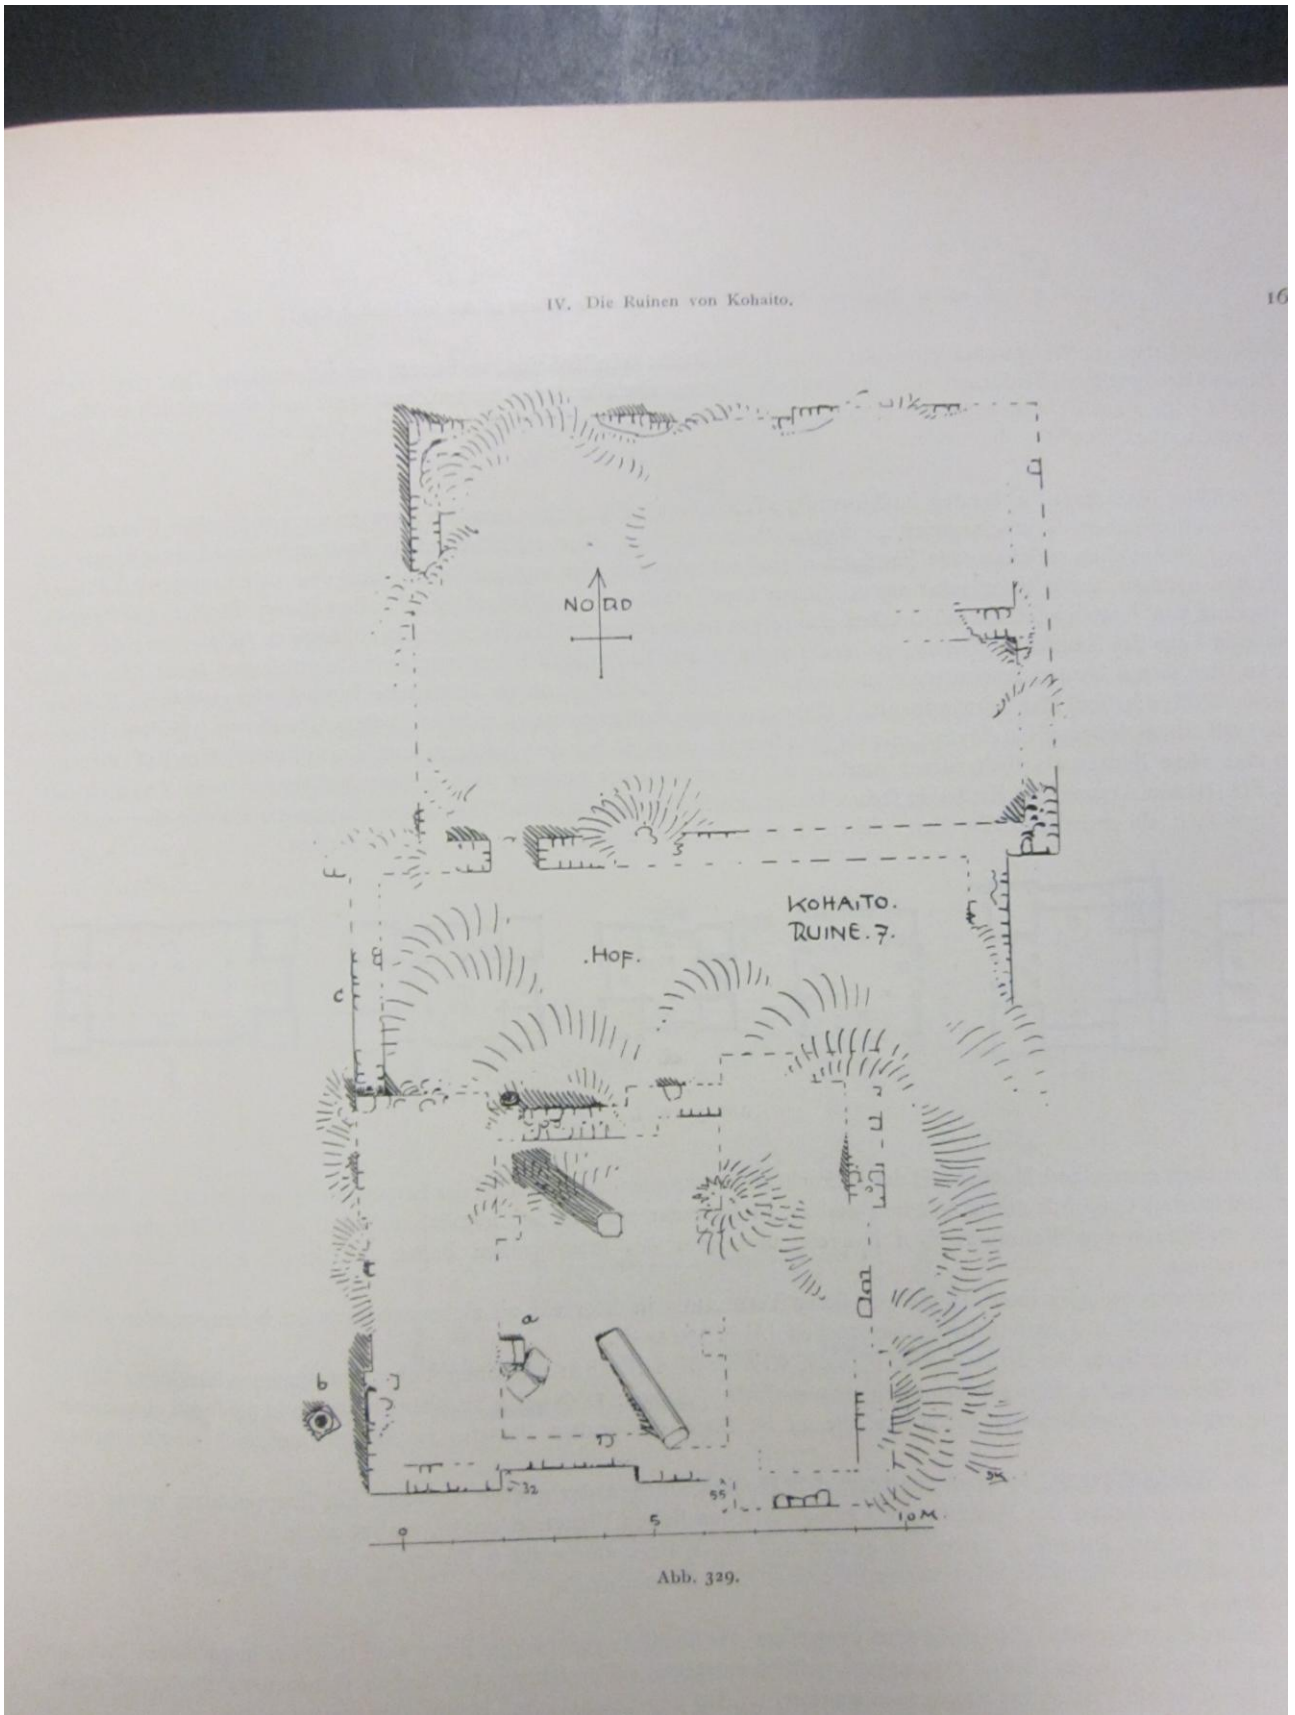 IV. Die Ruinen von Kohaito.
16
NORD
KOHAITO.
RUINE. 7.
HOF.
C
a
b
32
55
0
5
10 M.
Abb. 329.